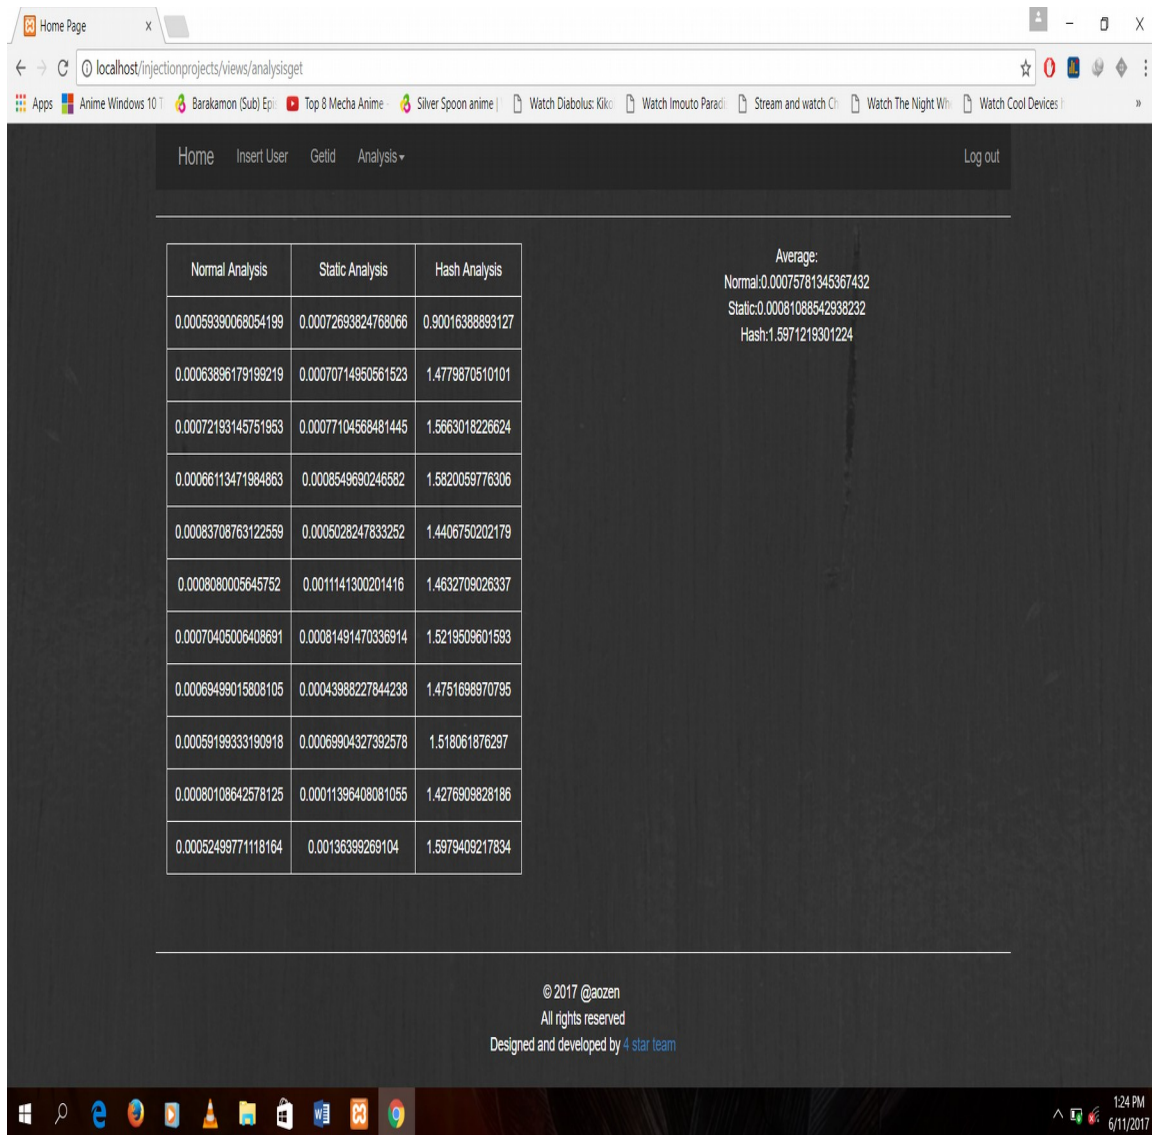 Home Page
localhost/injectionprojects/views/analysisget
Apps Anime Windows 10 T Barakamon (Sub) Epi Top 8 Mecha Anime - Silver Spoon anime | Watch Diabolus: Kiko Watch Imouto Paradi Stream and watch Ch Watch The Night Wh Watch Cool Devices
Home Insert User Getid Analysis Log out
Normal Analysis Static Analysis Hash Analysis
0.00059390068054199 0.00072693824768066 0.90016388893127
0.00063896179199219 0.00070714950561523 1.4779870510101
0.00072193145751953 0.00077104568481445 1.5663018226624
0.00066113471984863 0.0008549690246582 1.5820059776306
0.00083708763122559 0.0005028247833252 1.4406750202179
0.0008080005645752 0.0011141300201416 1.4632709026337
0.00070405006408691 0.00081491470336914 1.5219509601593
0.00069499015808105 0.00043988227844238 1.4751698970795
0.00059199333190918 0.00069904327392578 1.518061876297
0.00080108642578125 0.00011396408081055 1.4276909828186
0.00052499771118164 0.00136399269104 1.5979409217834
Average:
Normal:0.00075781345367432
Static:0.00081088542938232
Hash:1.5971219301224
© 2017 @aozen
All rights reserved
Designed and developed by 4 star team
1:24 PM
6/11/2017